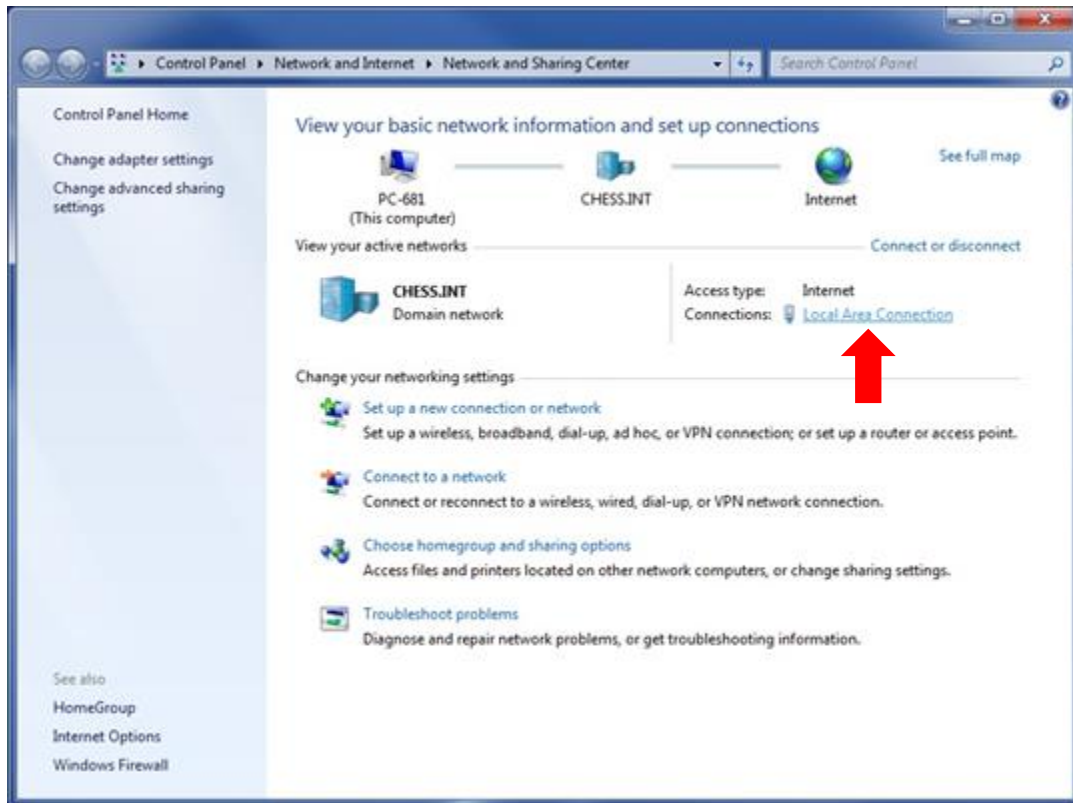 Control Panel ▸ Network and Internet ▸ Network and Sharing Center
Search Control Panel
Control Panel Home
Change adapter settings
Change advanced sharing
settings
View your basic network information and set up connections
See full map
PC-681
(This computer)
CHESS.INT
Internet
View your active networks
Connect or disconnect
CHESS.INT
Domain network
Access type: Internet
Connections: Local Area Connection
Change your networking settings
Set up a new connection or network
Set up a wireless, broadband, dial-up, ad hoc, or VPN connection; or set up a router or access point.
Connect to a network
Connect or reconnect to a wireless, wired, dial-up, or VPN network connection.
Choose homegroup and sharing options
Access files and printers located on other network computers, or change sharing settings.
Troubleshoot problems
Diagnose and repair network problems, or get troubleshooting information.
See also
HomeGroup
Internet Options
Windows Firewall